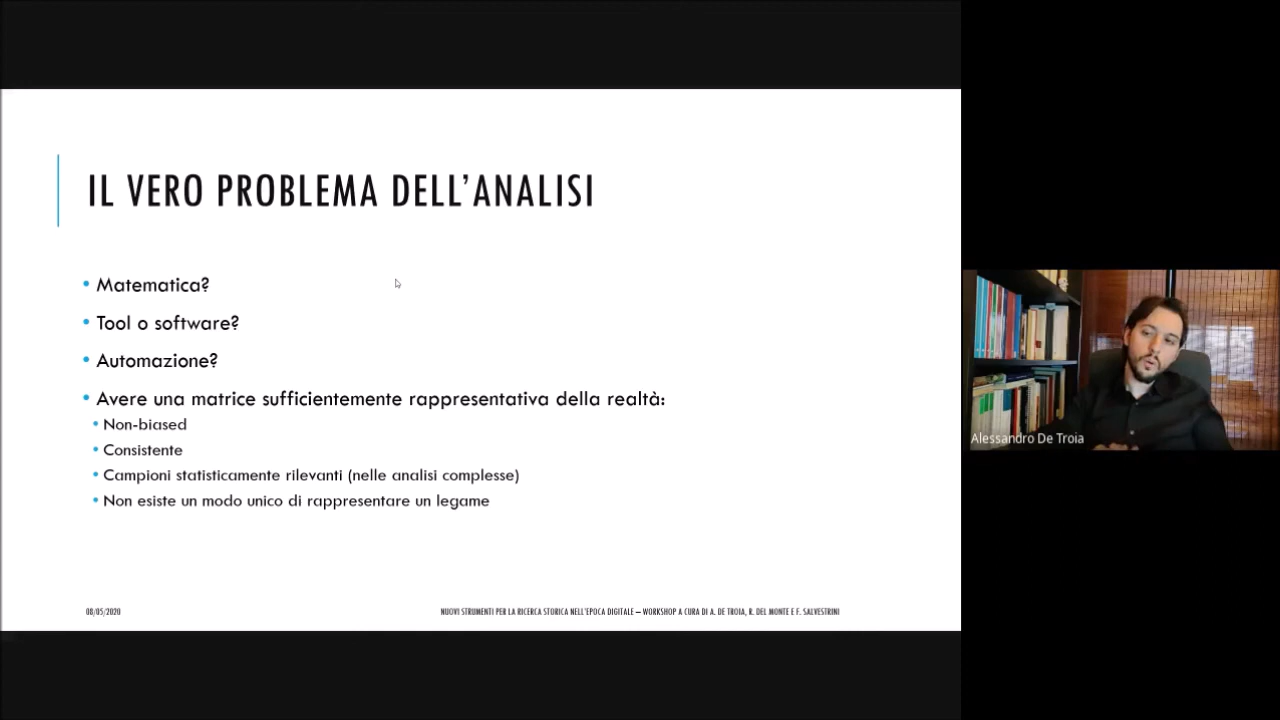 IL VERO PROBLEMA DELL'ANALISI
• Matematica?
• Tool o software?
• Automazione?
• Avere una matrice sufficientemente rappresentativa della realtà:
• Non-biased
• Consistente
• Campioni statisticamente rilevanti (nelle analisi complesse)
• Non esiste un modo unico di rappresentare un legame
08/05/2020
NUOVI STRUMENTI PER LA RICERCA STORICA NELL'EPOCA DIGITALE – WORKSHOP A CURA DI A. DE TROIA, R. DEL MONTE E F. SALVESTRINI
Alessandro De Troia